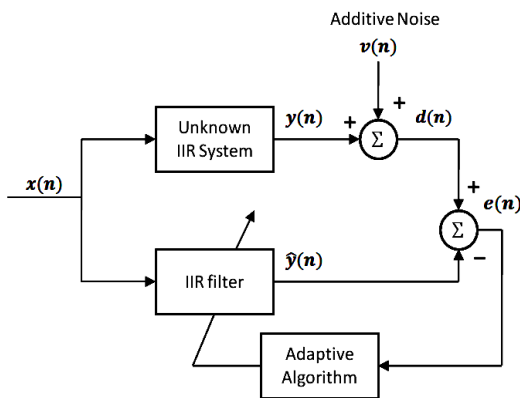 Additive Noise
v(n)
Unknown
IIR System
y(n)
+
+
Σ
d(n)
x(n)
+
e(n)
Σ
−
IIR filter
ŷ(n)
Adaptive
Algorithm